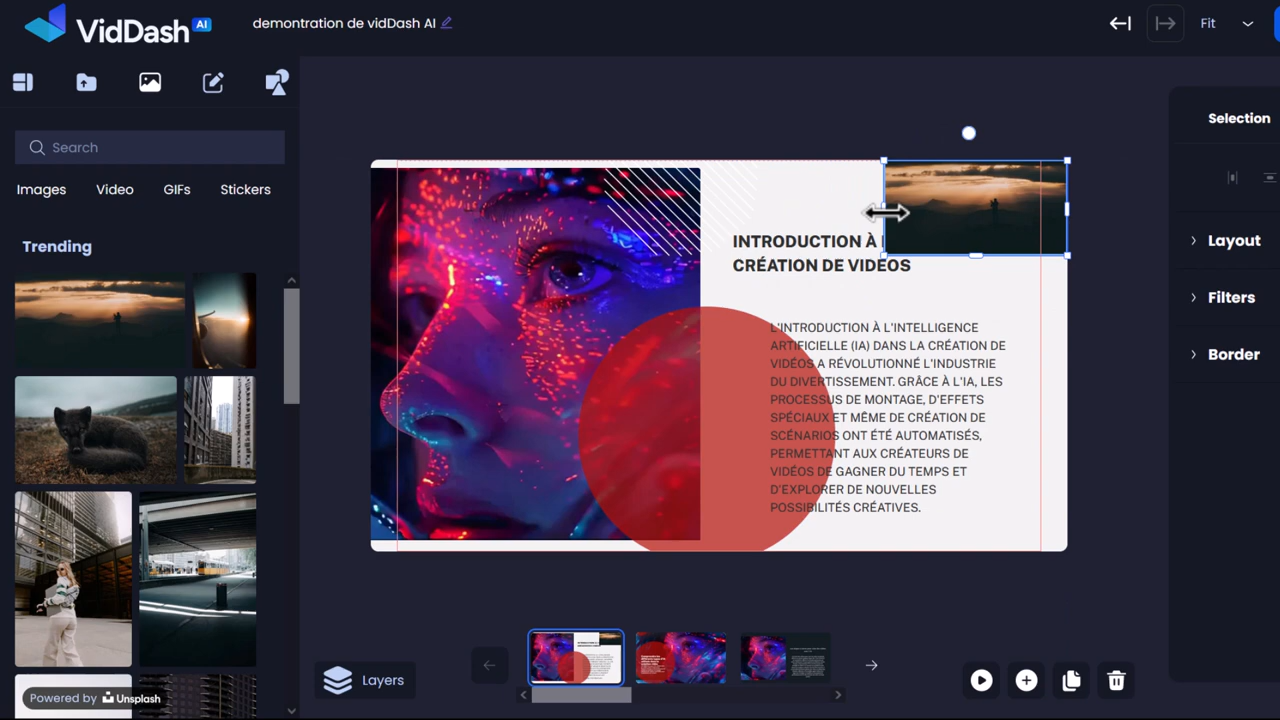 VidDash AI
demontration de vidDash AI
Fit
Search
Images Video GIFs Stickers
Trending
Powered by Unsplash
INTRODUCTION À
CRÉATION DE VIDÉOS
L'INTRODUCTION À L'INTELLIGENCE
ARTIFICIELLE (IA) DANS LA CRÉATION DE
VIDÉOS A RÉVOLUTIONNÉ L'INDUSTRIE
DU DIVERTISSEMENT. GRÂCE À L'IA, LES
PROCESSUS DE MONTAGE, D'EFFETS
SPÉCIAUX ET MÊME DE CRÉATION DE
SCÉNARIOS ONT ÉTÉ AUTOMATISÉS,
PERMETTANT AUX CRÉATEURS DE
VIDÉOS DE GAGNER DU TEMPS ET
D'EXPLORER DE NOUVELLES
POSSIBILITÉS CRÉATIVES.
Selection
Layout
Filters
Border
Layers